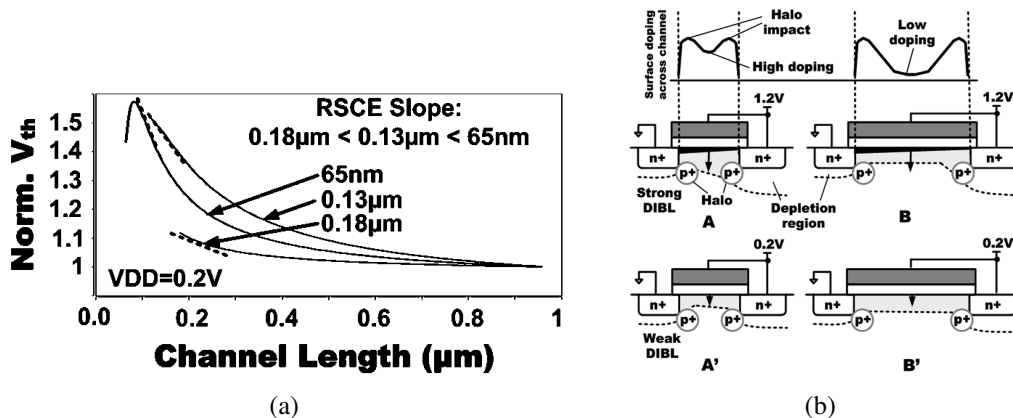 RSCE Slope:
0.18µm < 0.13µm < 65nm
65nm
0.13µm
0.18µm
VDD=0.2V
Norm. Vth
1.5
1.4
1.3
1.2
1.1
1
0.0
0.2
0.4
0.6
0.8
1
Channel Length (µm)
(a)
Surface doping
across channel
Halo
impact
High doping
Low
doping
1.2V
1.2V
n+
n+
n+
n+
p+
p+
p+
p+
Strong
DIBL
Halo
A
Depletion
region
B
0.2V
0.2V
n+
n+
n+
n+
p+
p+
p+
p+
Weak
DIBL
A'
B'
(b)